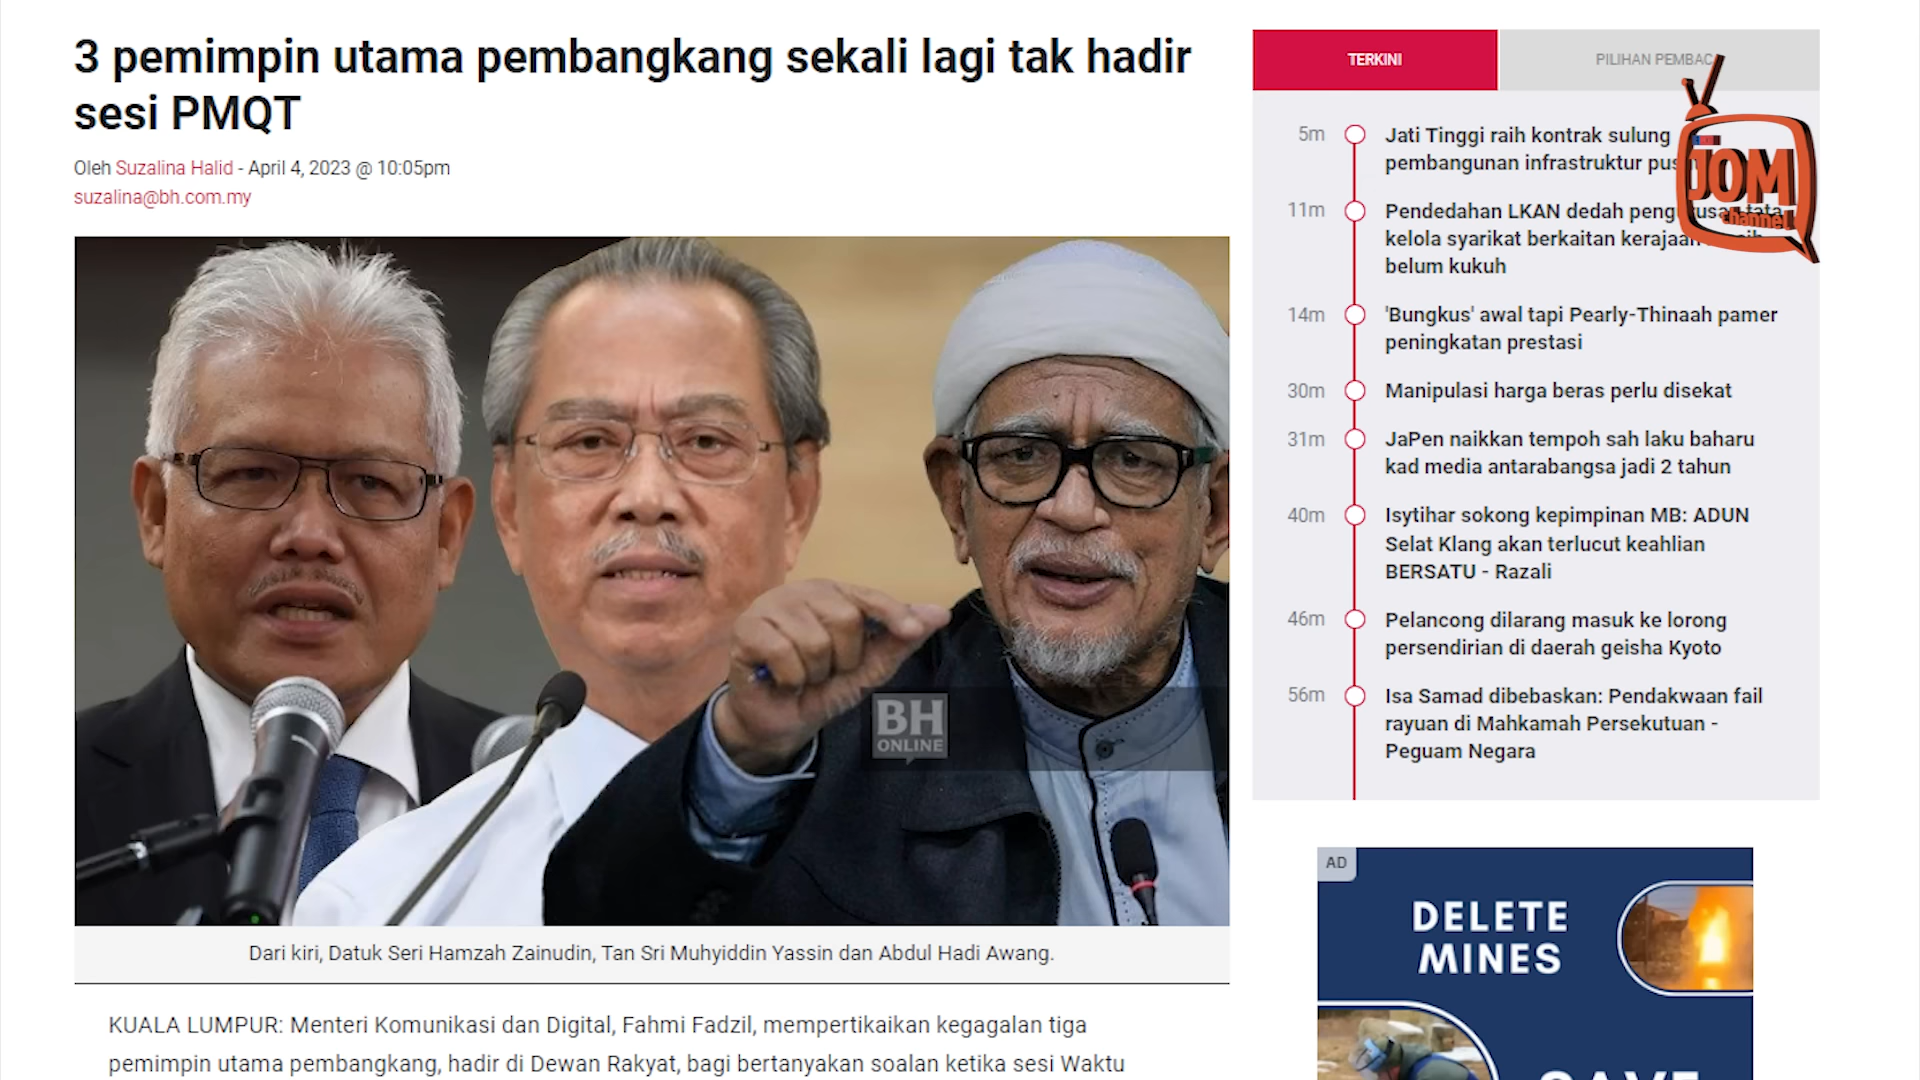 3 pemimpin utama pembangkang sekali lagi tak hadir
sesi PMQT
Oleh Suzalina Halid - April 4, 2023 @ 10:05pm
suzalina@bh.com.my
BH
ONLINE
Dari kiri, Datuk Seri Hamzah Zainudin, Tan Sri Muhyiddin Yassin dan Abdul Hadi Awang.
KUALA LUMPUR: Menteri Komunikasi dan Digital, Fahmi Fadzil, mempertikaikan kegagalan tiga
pemimpin utama pembangkang, hadir di Dewan Rakyat, bagi bertanyakan soalan ketika sesi Waktu
TERKINI
PILIHAN
JOM
channel
5m
Jati Tinggi raih kontrak sulung
pembangunan infrastruktur
11m
Pendedahan LKAN dedah tata
kelola syarikat berkaitan kerajaan
belum kukuh
14m
'Bungkus' awal tapi Pearly-Thinaah pamer
peningkatan prestasi
30m
Manipulasi harga beras perlu disekat
31m
JaPen naikkan tempoh sah laku baharu
kad media antarabangsa jadi 2 tahun
40m
Isytihar sokong kepimpinan MB: ADUN
Selat Klang akan terlucut keahlian
BERSATU - Razali
46m
Pelancong dilarang masuk ke lorong
persendirian di daerah geisha Kyoto
56m
Isa Samad dibebaskan: Pendakwaan fail
rayuan di Mahkamah Persekutuan -
Peguam Negara
AD
DELETE
MINES